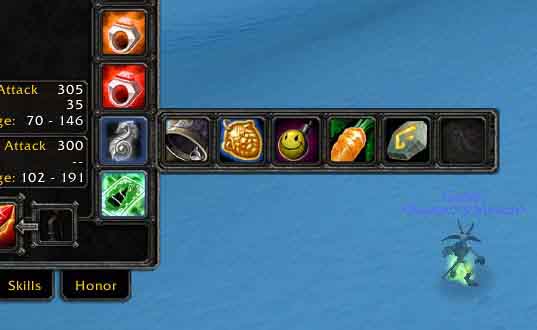 Attack 305
35
ge: 70 - 146
Attack 300
--
ge: 102 - 191
Skills
Honor